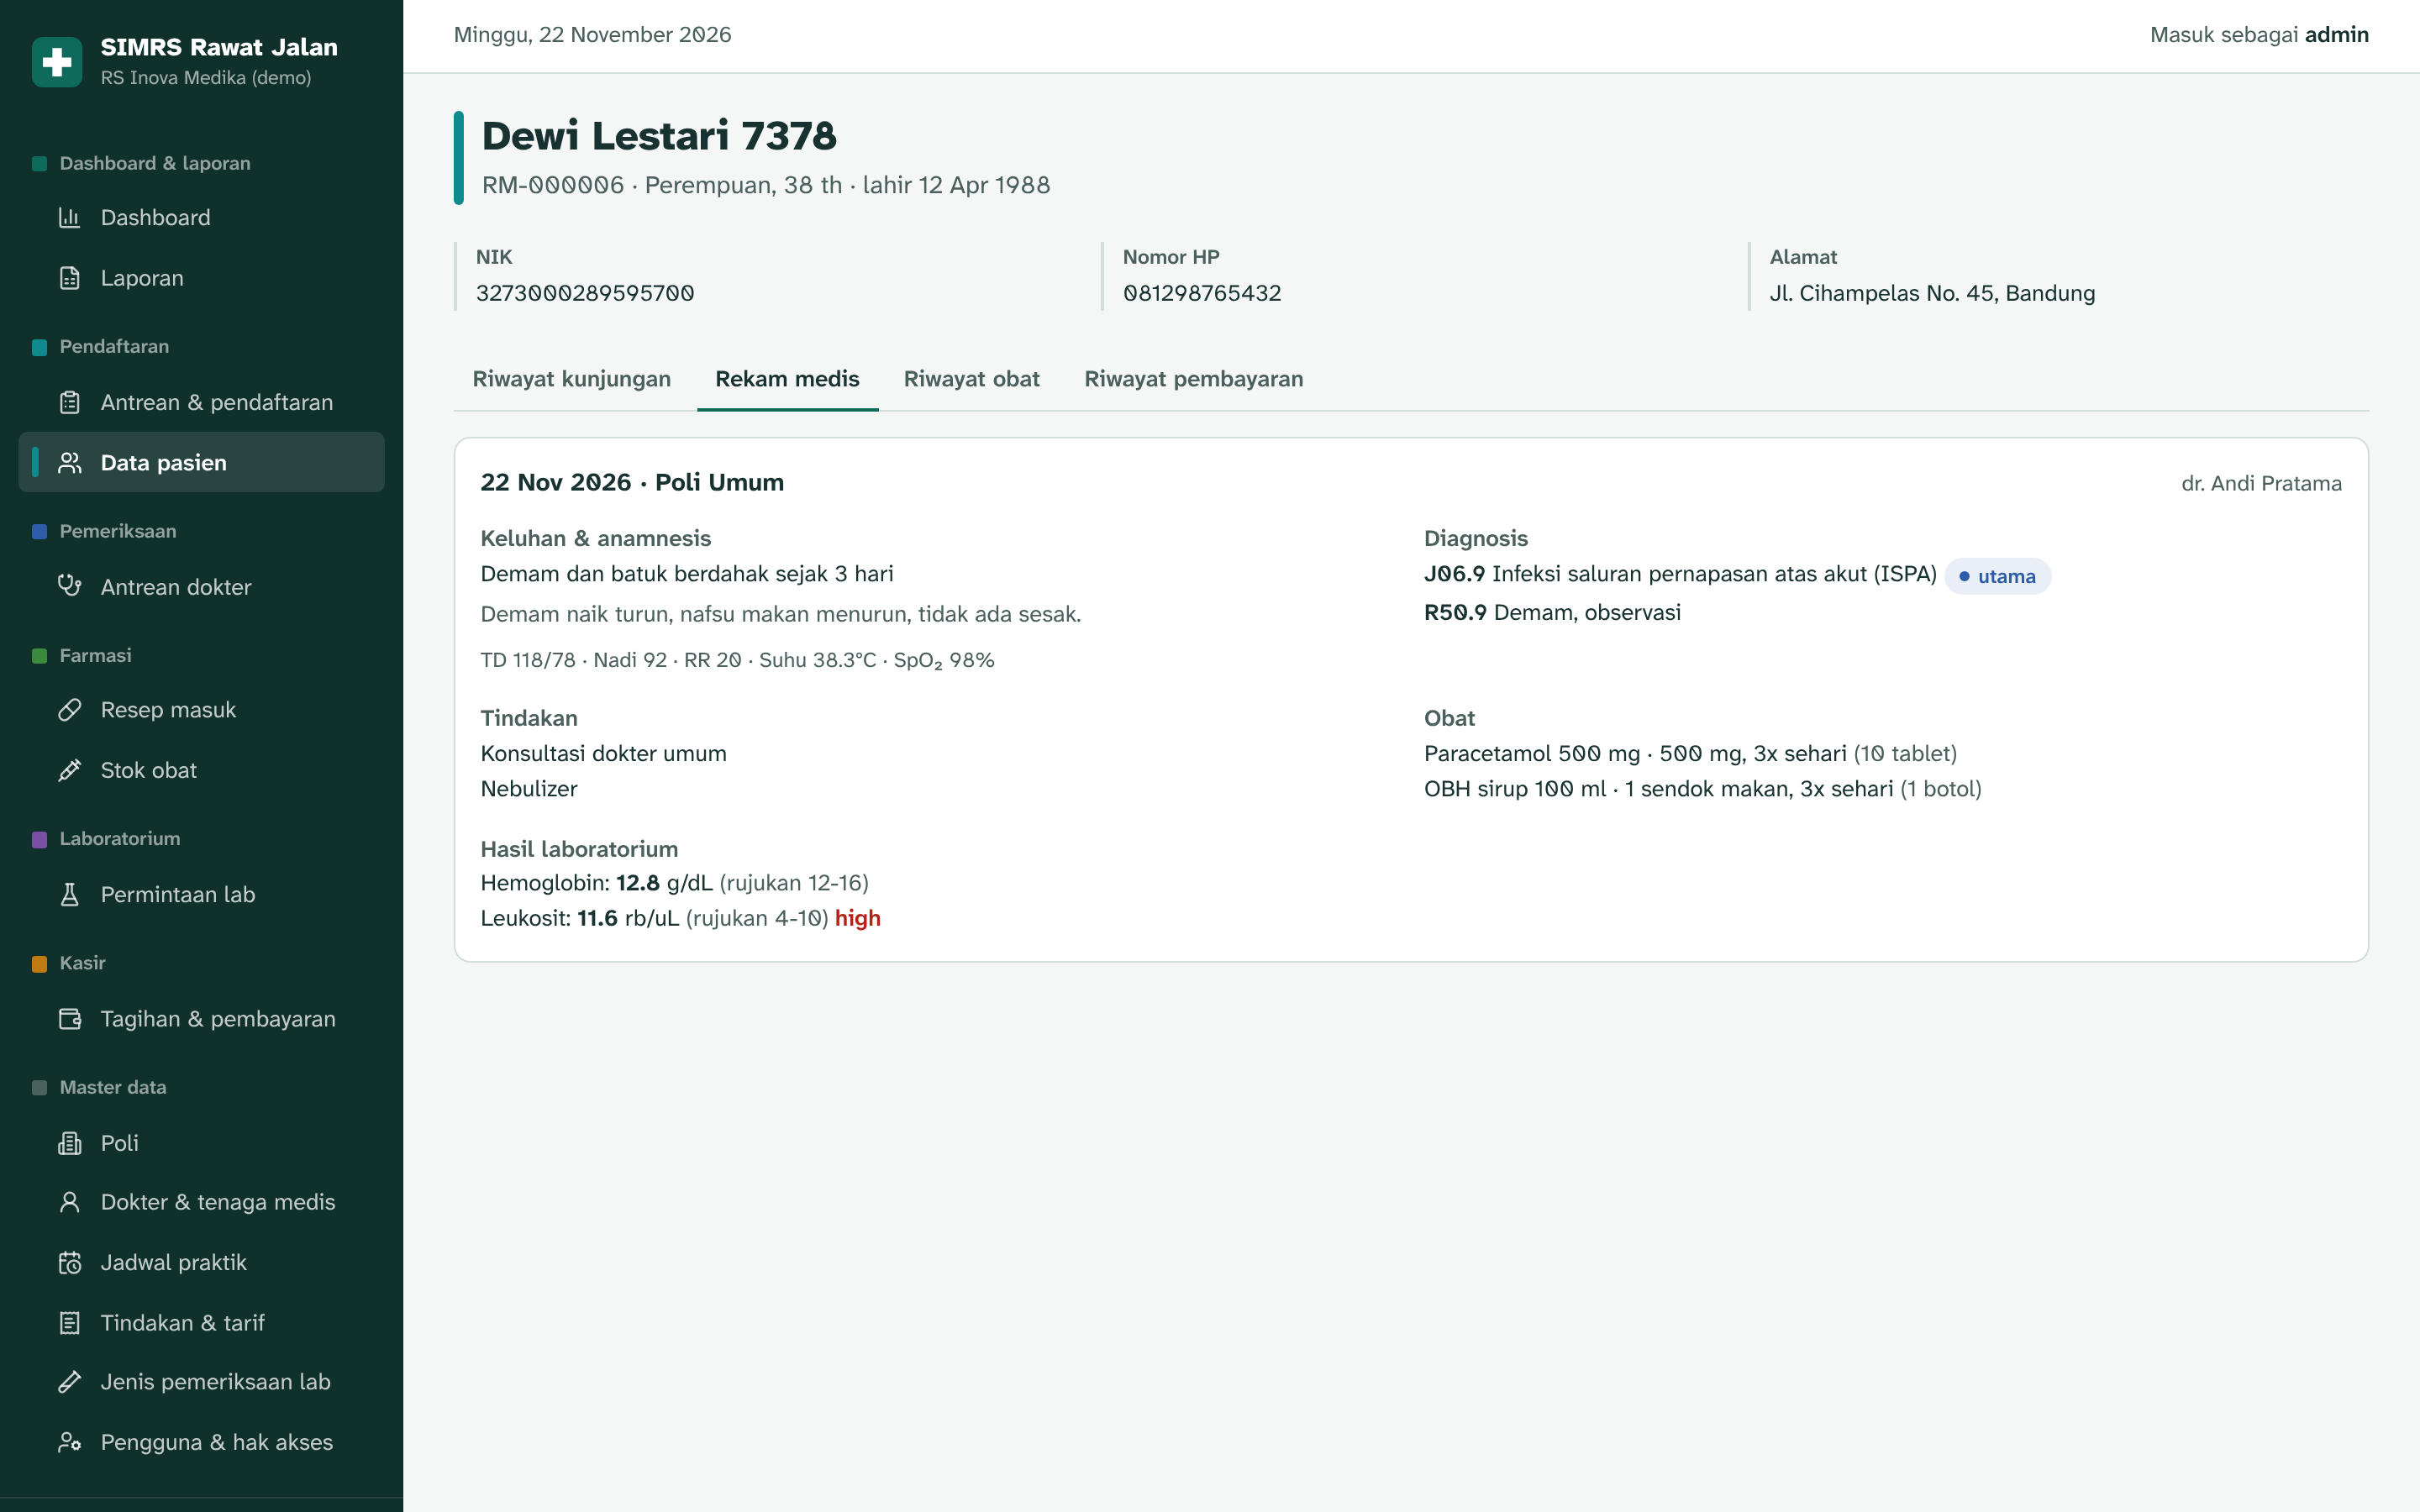 SIMRS Rawat Jalan
RS Inova Medika (demo)
Dashboard & laporan
Dashboard
Laporan
Pendaftaran
Antrean & pendaftaran
Data pasien
Pemeriksaan
Antrean dokter
Farmasi
Resep masuk
Stok obat
Laboratorium
Permintaan lab
Kasir
Tagihan & pembayaran
Master data
Poli
Dokter & tenaga medis
Jadwal praktik
Tindakan & tarif
Jenis pemeriksaan lab
Pengguna & hak akses
Minggu, 22 November 2026
Masuk sebagai admin
Dewi Lestari 7378
RM-000006 · Perempuan, 38 th · lahir 12 Apr 1988
NIK
3273000289595700
Nomor HP
081298765432
Alamat
Jl. Cihampelas No. 45, Bandung
Riwayat kunjungan
Rekam medis
Riwayat obat
Riwayat pembayaran
22 Nov 2026 · Poli Umum
dr. Andi Pratama
Keluhan & anamnesis
Demam dan batuk berdahak sejak 3 hari
Demam naik turun, nafsu makan menurun, tidak ada sesak.
TD 118/78 · Nadi 92 · RR 20 · Suhu 38.3°C · SpO₂ 98%
Diagnosis
J06.9 Infeksi saluran pernapasan atas akut (ISPA) utama
R50.9 Demam, observasi
Tindakan
Konsultasi dokter umum
Nebulizer
Obat
Paracetamol 500 mg · 500 mg, 3x sehari (10 tablet)
OBH sirup 100 ml · 1 sendok makan, 3x sehari (1 botol)
Hasil laboratorium
Hemoglobin: 12.8 g/dL (rujukan 12-16)
Leukosit: 11.6 rb/uL (rujukan 4-10) high